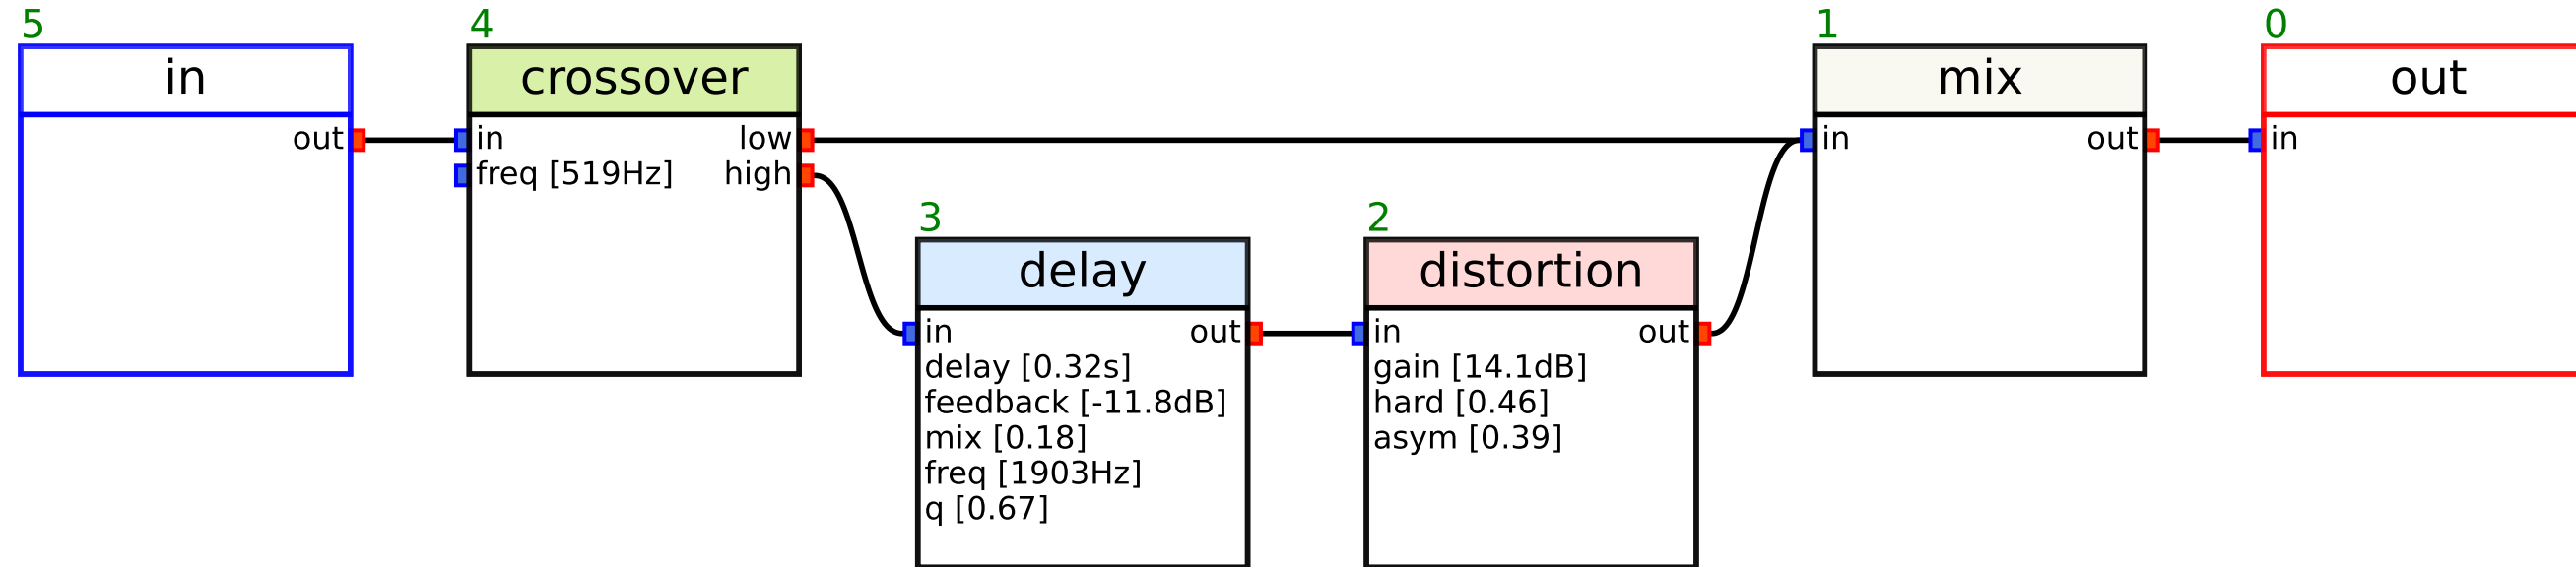 5
in
out
4
crossover
in low
freq [519Hz] high
3
delay
in out
delay [0.32s]
feedback [-11.8dB]
mix [0.18]
freq [1903Hz]
q [0.67]
2
distortion
in out
gain [14.1dB]
hard [0.46]
asym [0.39]
1
mix
in out
0
out
in